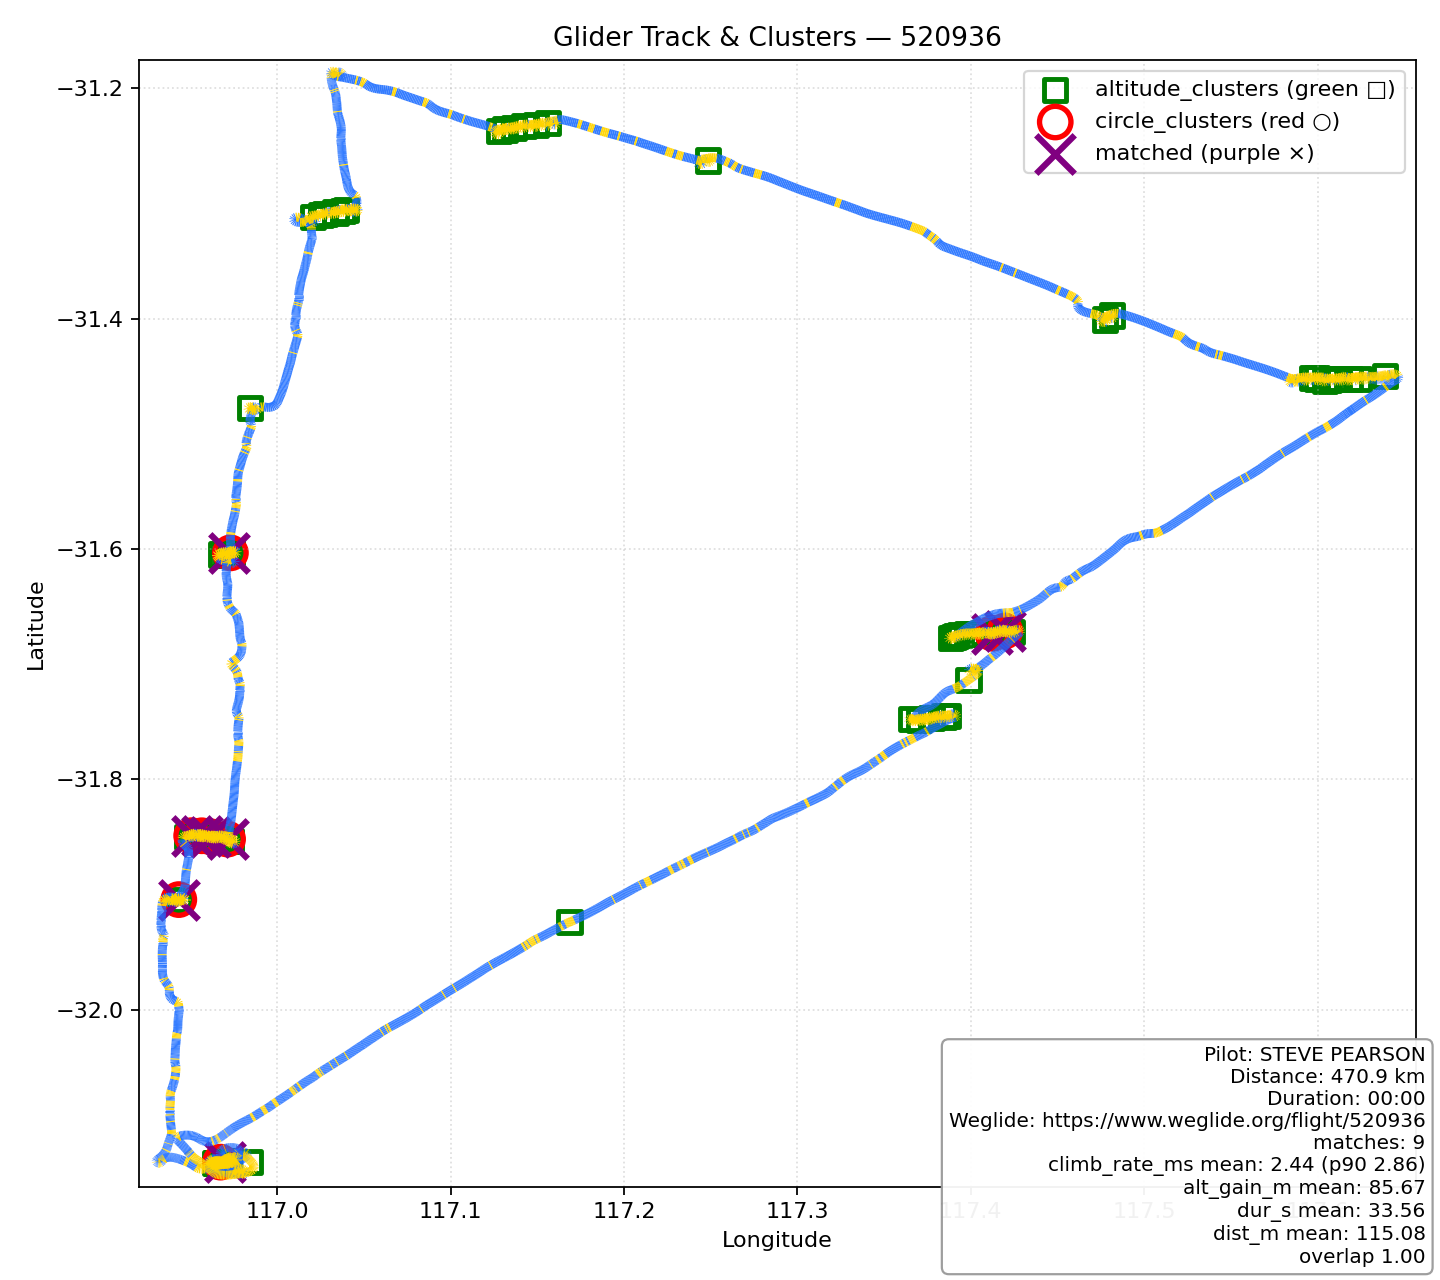 Glider Track & Clusters — 520936
altitude_clusters (green □)
circle_clusters (red ○)
matched (purple ×)
−31.2
−31.4
−31.6
−31.8
−32.0
Latitude
117.0
117.1
117.2
117.3
117.4
117.5
Longitude
Pilot: STEVE PEARSON
Distance: 470.9 km
Duration: 00:00
Weglide: https://www.weglide.org/flight/520936
matches: 9
climb_rate_ms mean: 2.44 (p90 2.86)
alt_gain_m mean: 85.67
dur_s mean: 33.56
dist_m mean: 115.08
overlap 1.00